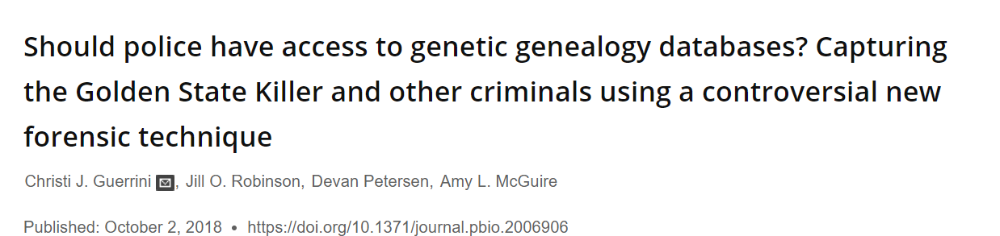 Should police have access to genetic genealogy databases? Capturing
the Golden State Killer and other criminals using a controversial new
forensic technique
Christi J. Guerrini , Jill O. Robinson, Devan Petersen, Amy L. McGuire
Published: October 2, 2018 • https://doi.org/10.1371/journal.pbio.2006906